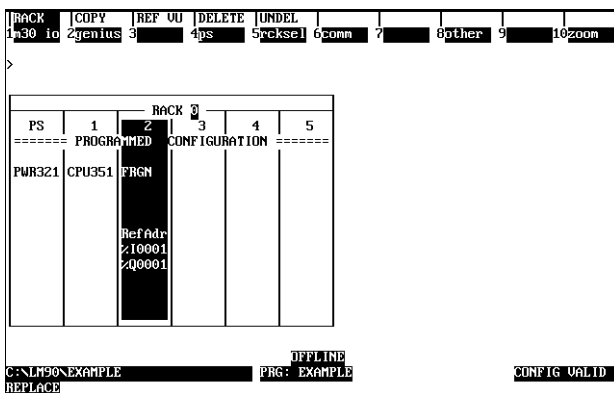 RACK COPY REF VU DELETE UNDEL
1m30 io 2genius 3 4ps 5rcksel 6comm 7 8other 9 10zoom
>
RACK 0
PS 1 2 3 4 5
======= PROGRAMMED CONFIGURATION =======
PWR321 CPU351 FRGN
RefAdr
%I0001
%Q0001
OFFLINE
C:\LM90\EXAMPLE PRG: EXAMPLE CONFIG VALID
REPLACE